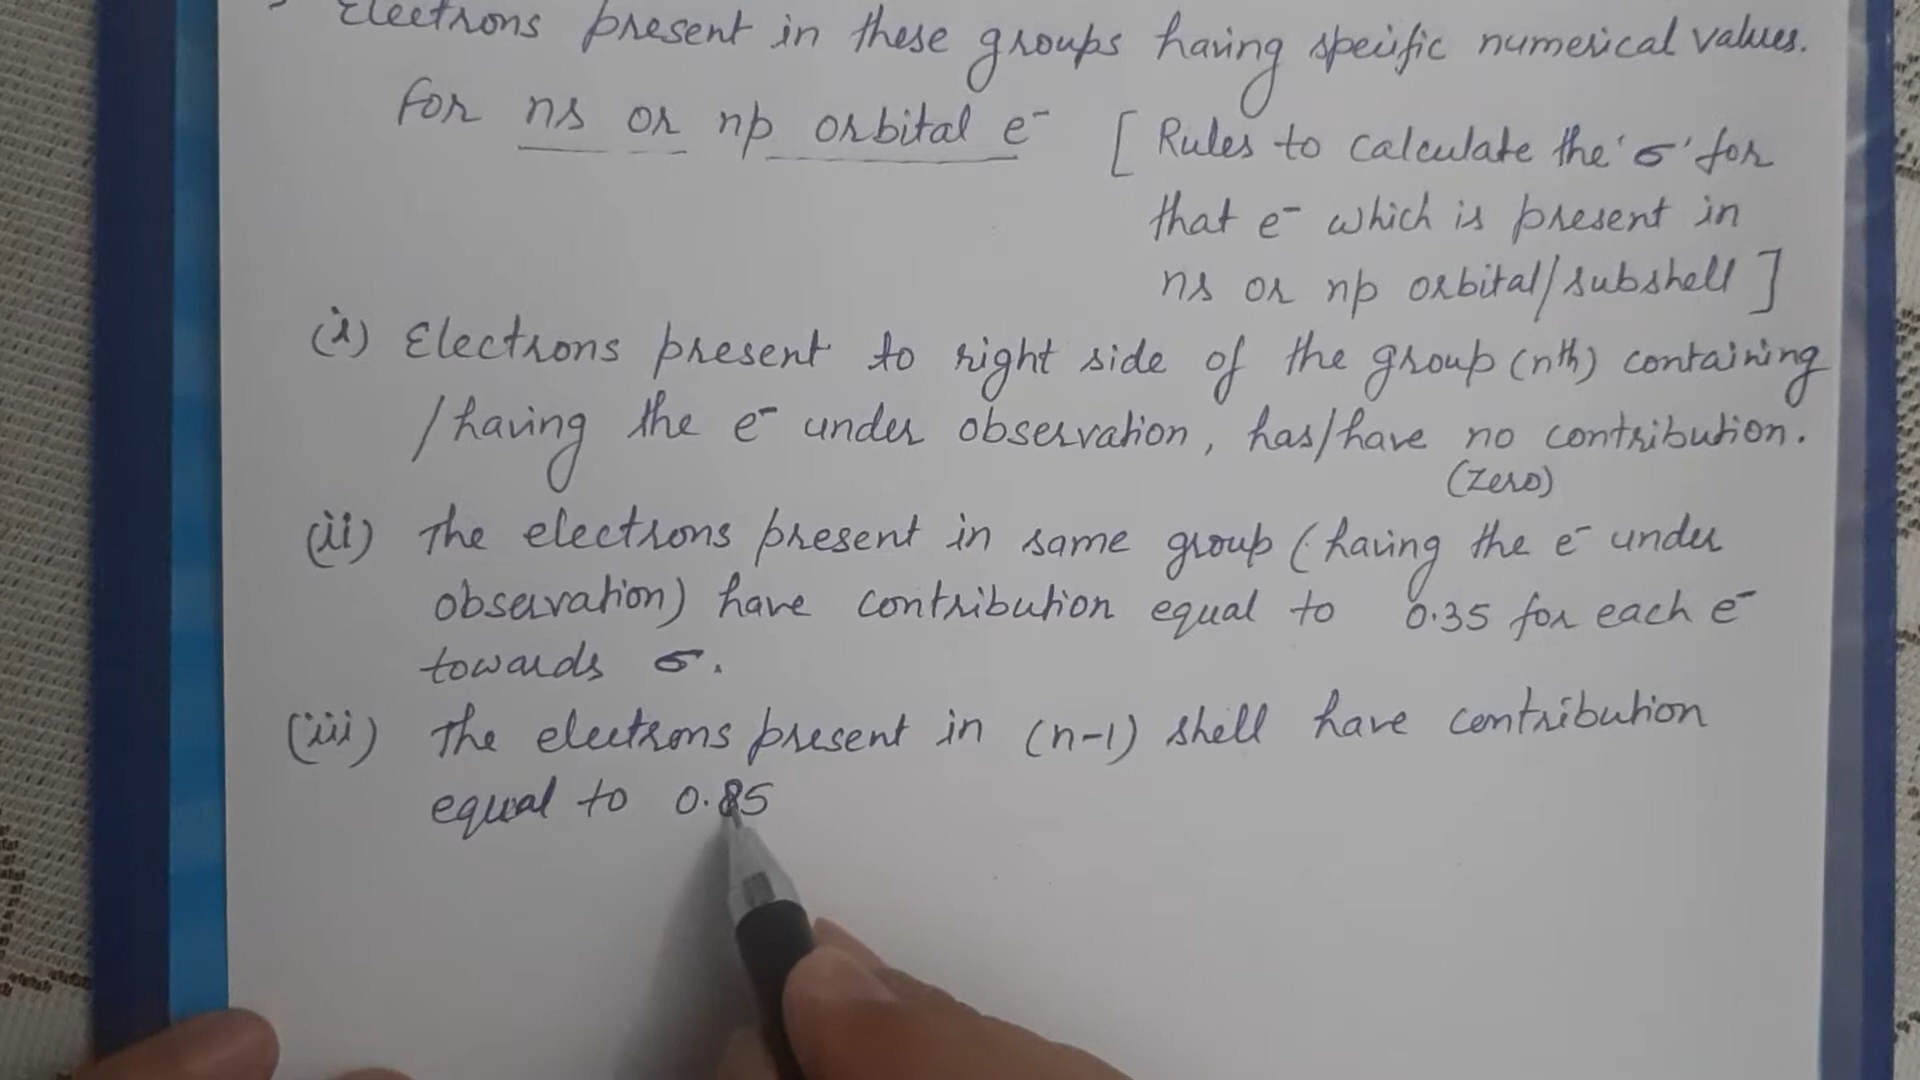 Electrons present in these groups having specific numerical values.
For ns or np orbital e⁻ [ Rules to calculate the 'σ' for
that e⁻ which is present in
ns or np orbital/subshell ]
(i) Electrons present to right side of the group (nth) containing
/having the e⁻ under observation, has/have no contribution.
(Zero)
(ii) The electrons present in same group (having the e⁻ under
observation) have contribution equal to 0.35 for each e⁻
towards σ.
(iii) The electrons present in (n-1) shell have contribution
equal to 0.85